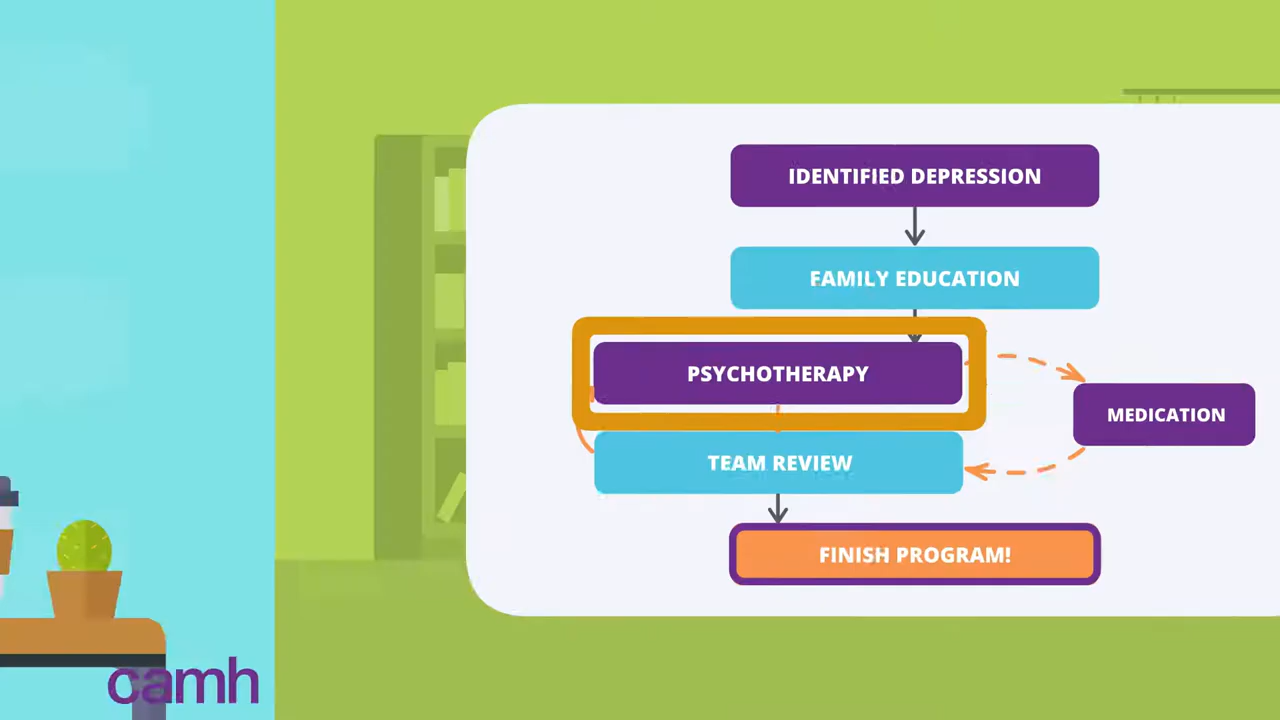 IDENTIFIED DEPRESSION
FAMILY EDUCATION
PSYCHOTHERAPY
MEDICATION
TEAM REVIEW
FINISH PROGRAM!
camh